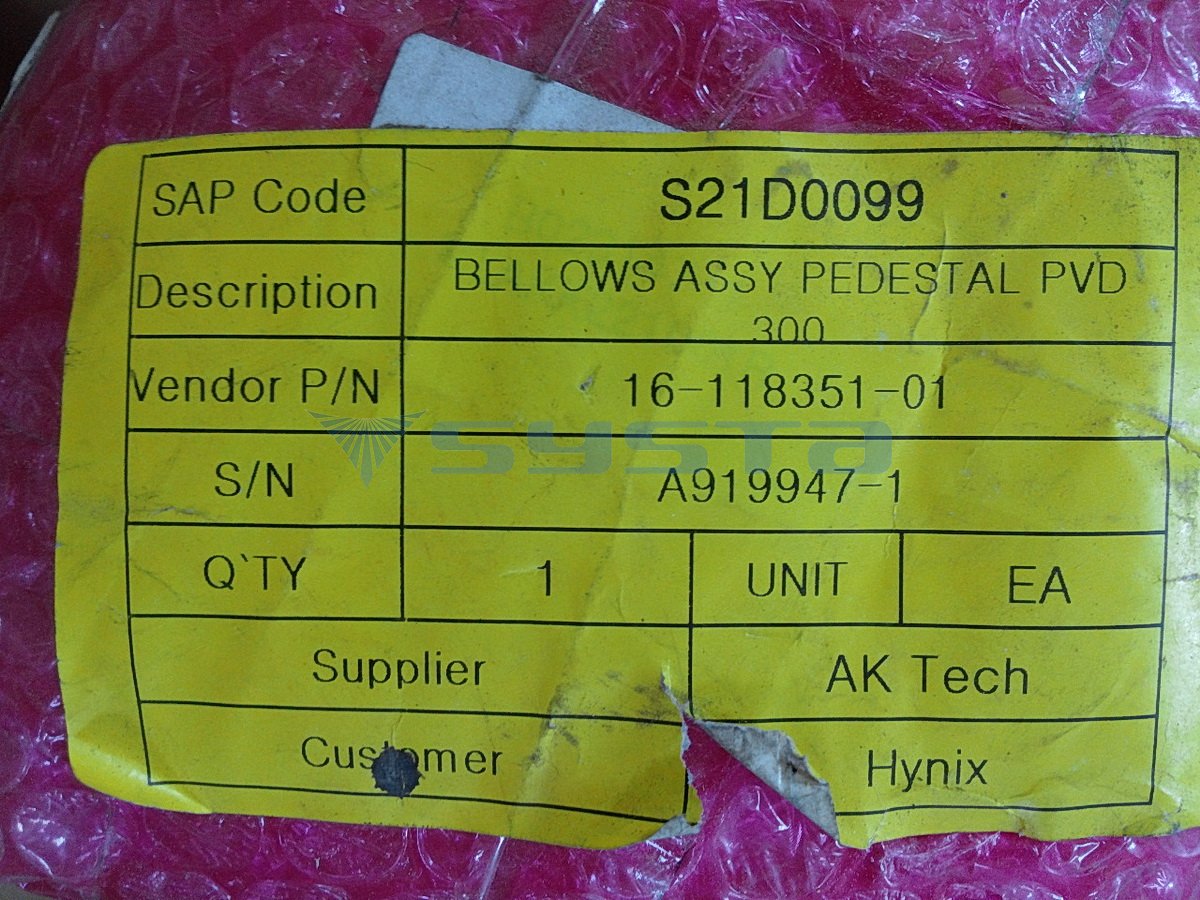 SAP Code S21D0099
Description BELLOWS ASSY PEDESTAL PVD
300
Vendor P/N 16-118351-01
systa
S/N A919947-1
Q`TY 1 UNIT EA
Supplier AK Tech
Customer Hynix